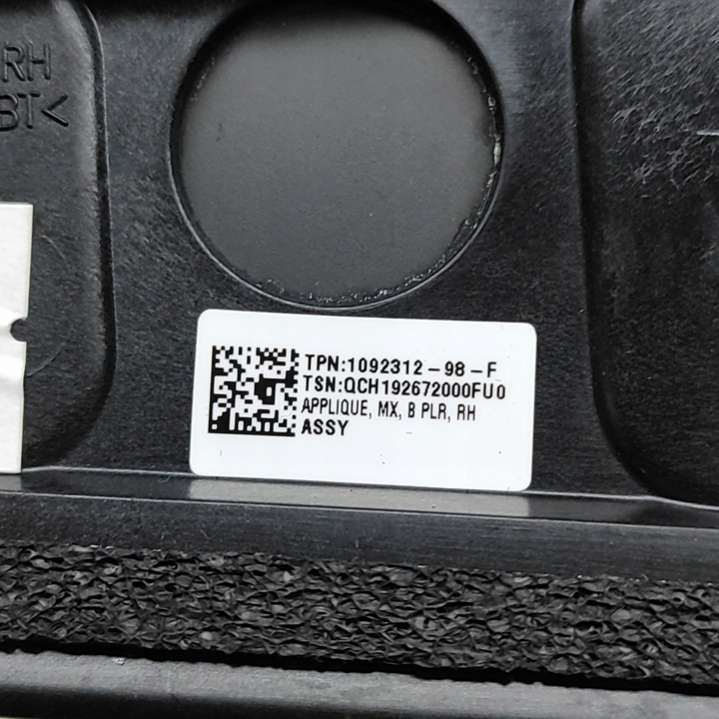 RH
BT<
TPN:1092312-98-F
TSN:QCH192672000FU0
APPLIQUE, MX, B PLR, RH
ASSY